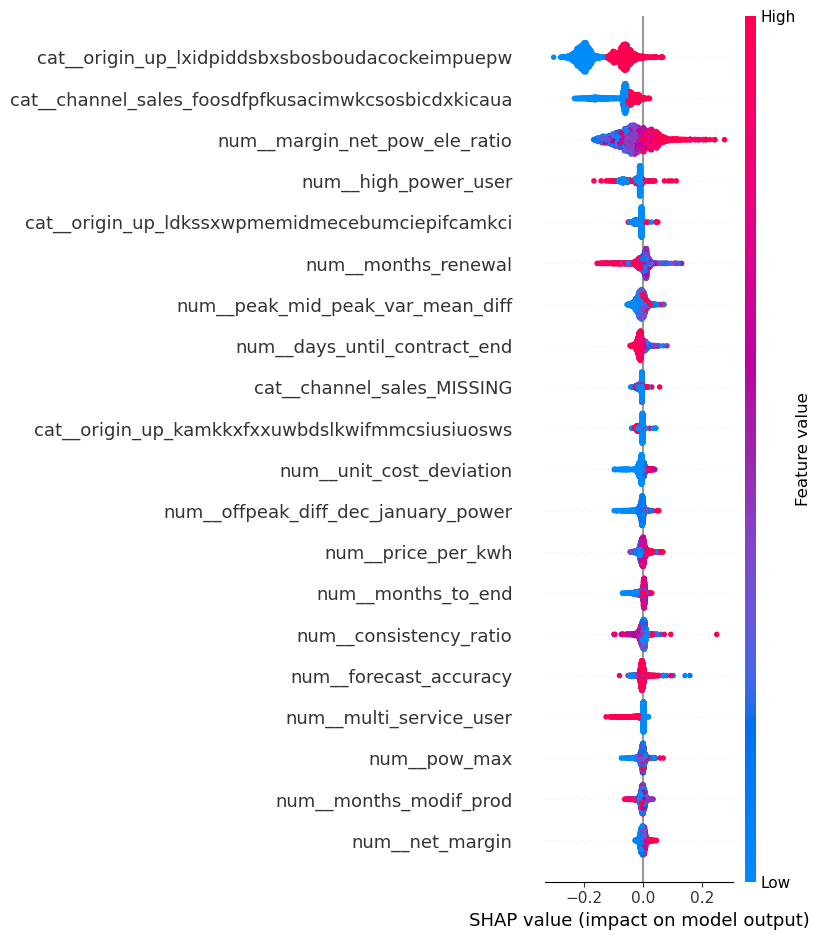 High
cat__origin_up_lxidpiddsbxsbosboudacockeimpuepw
cat__channel_sales_foosdfpfkusacimwkcsosbicdxkicaua
num__margin_net_pow_ele_ratio
num__high_power_user
cat__origin_up_ldkssxwpmemidmecebumciepifcamkci
num__months_renewal
num__peak_mid_peak_var_mean_diff
num__days_until_contract_end
cat__channel_sales_MISSING
cat__origin_up_kamkkxfxxuwbdslkwifmmcsiusiuosws
num__unit_cost_deviation
num__offpeak_diff_dec_january_power
num__price_per_kwh
num__months_to_end
num__consistency_ratio
num__forecast_accuracy
num__multi_service_user
num__pow_max
num__months_modif_prod
num__net_margin
Feature value
Low
−0.2 0.0 0.2
SHAP value (impact on model output)